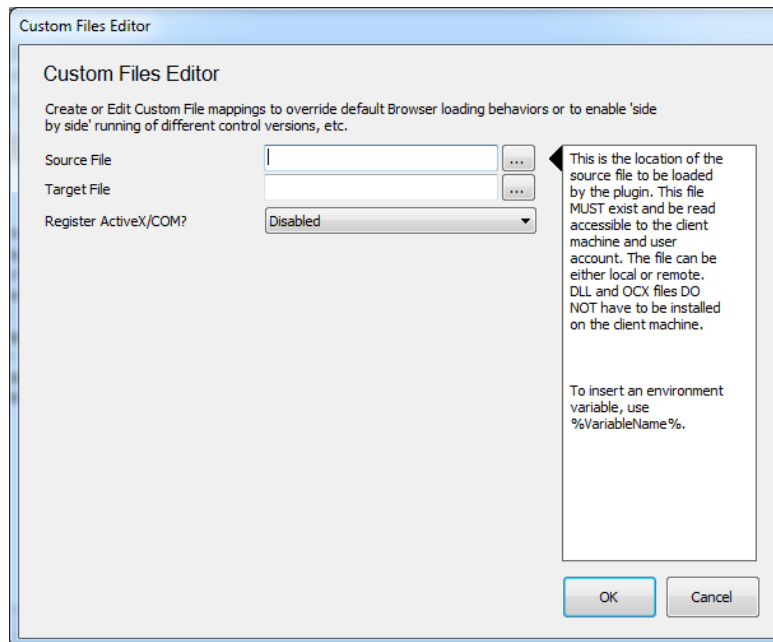 Custom Files Editor
Custom Files Editor
Create or Edit Custom File mappings to override default Browser loading behaviors or to enable 'side
by side' running of different control versions, etc.
Source File
...
Target File
...
Register ActiveX/COM?
Disabled
This is the location of the
source file to be loaded
by the plugin. This file
MUST exist and be read
accessible to the client
machine and user
account. The file can be
either local or remote.
DLL and OCX files DO
NOT have to be installed
on the client machine.
To insert an environment
variable, use
%VariableName%.
OK
Cancel